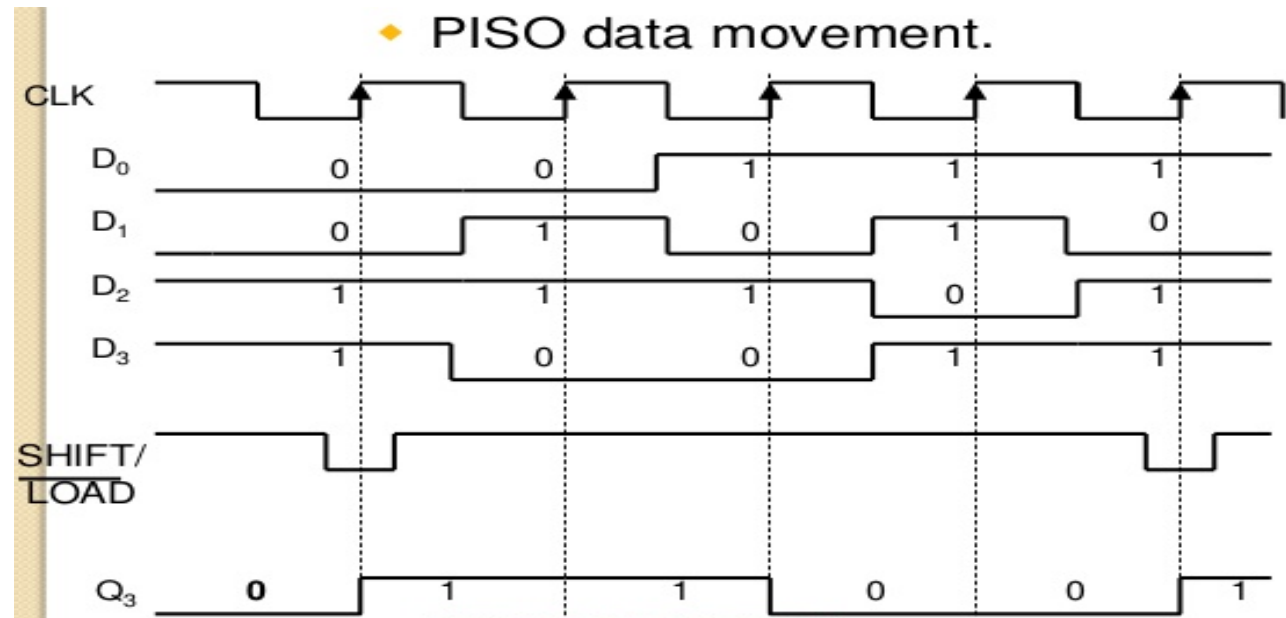 PISO data movement.
CLK
D₀ 0 0 1 1 1
D₁ 0 1 0 1 0
D₂ 1 1 1 0 1
D₃ 1 0 0 1 1
SHIFT/
LOAD
Q₃ 0 1 1 0 0 1